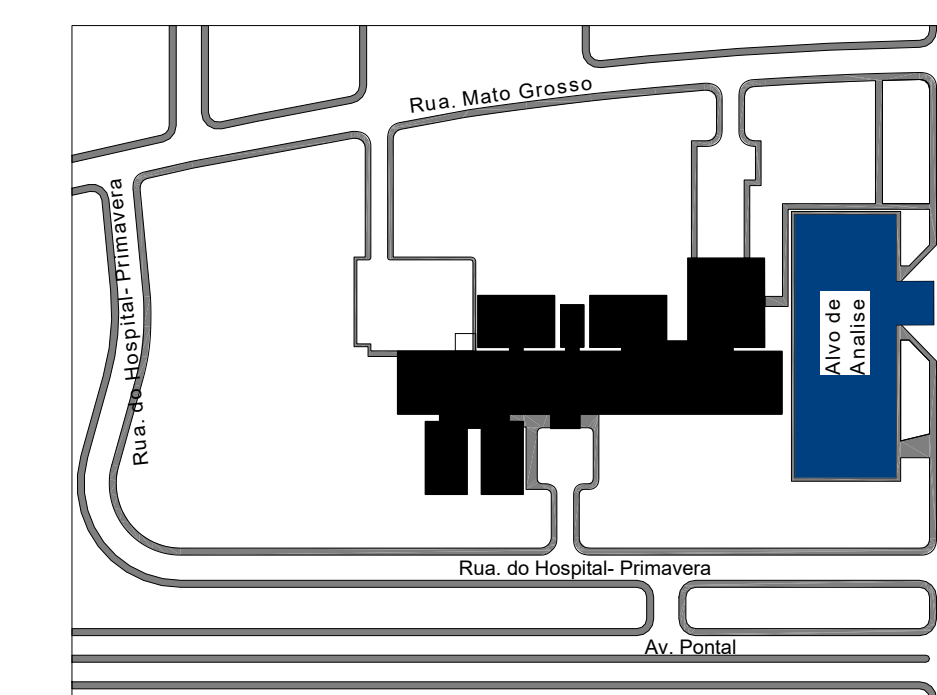 Rua. Mato Grosso
Rua. do Hospital- Primavera
Alvo de
Analise
Rua. do Hospital- Primavera
Av. Pontal